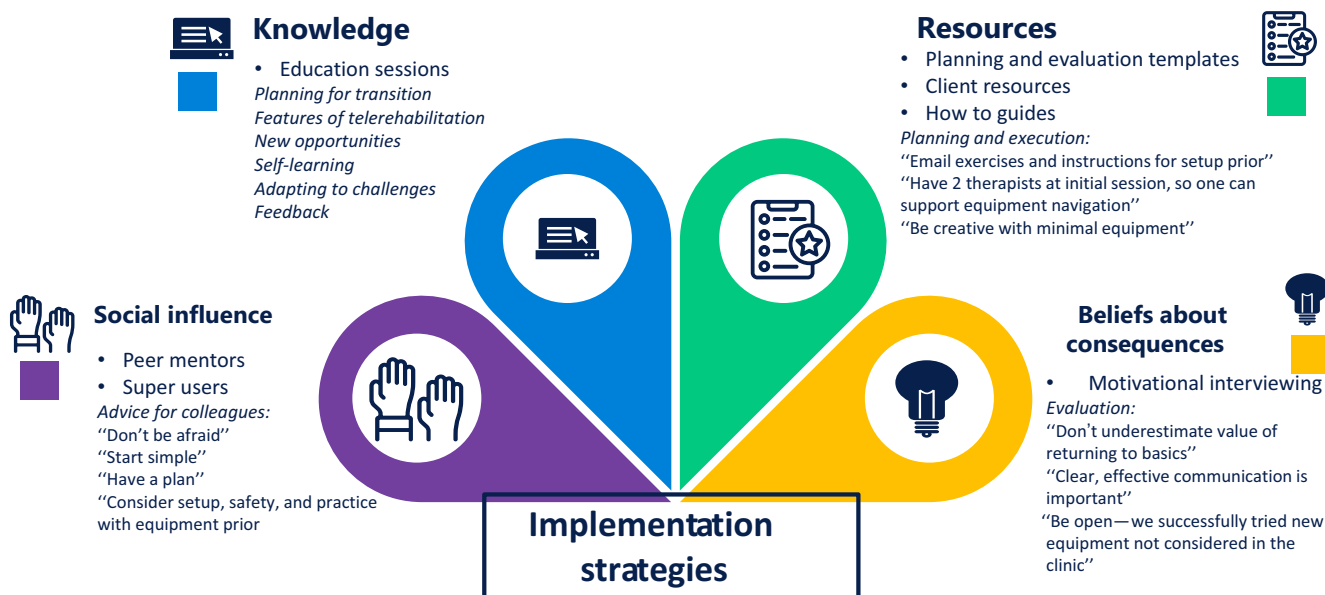 Knowledge
• Education sessions
Planning for transition
Features of telerehabilitation
New opportunities
Self-learning
Adapting to challenges
Feedback
Resources
• Planning and evaluation templates
• Client resources
• How to guides
Planning and execution:
“Email exercises and instructions for setup prior”
“Have 2 therapists at initial session, so one can
support equipment navigation”
“Be creative with minimal equipment”
Social influence
• Peer mentors
• Super users
Advice for colleagues:
“Don’t be afraid”
“Start simple”
“Have a plan”
“Consider setup, safety, and practice
with equipment prior
Beliefs about
consequences
• Motivational interviewing
Evaluation:
“Don’t underestimate value of
returning to basics”
“Clear, effective communication is
important”
“Be open—we successfully tried new
equipment not considered in the
clinic”
Implementation
strategies